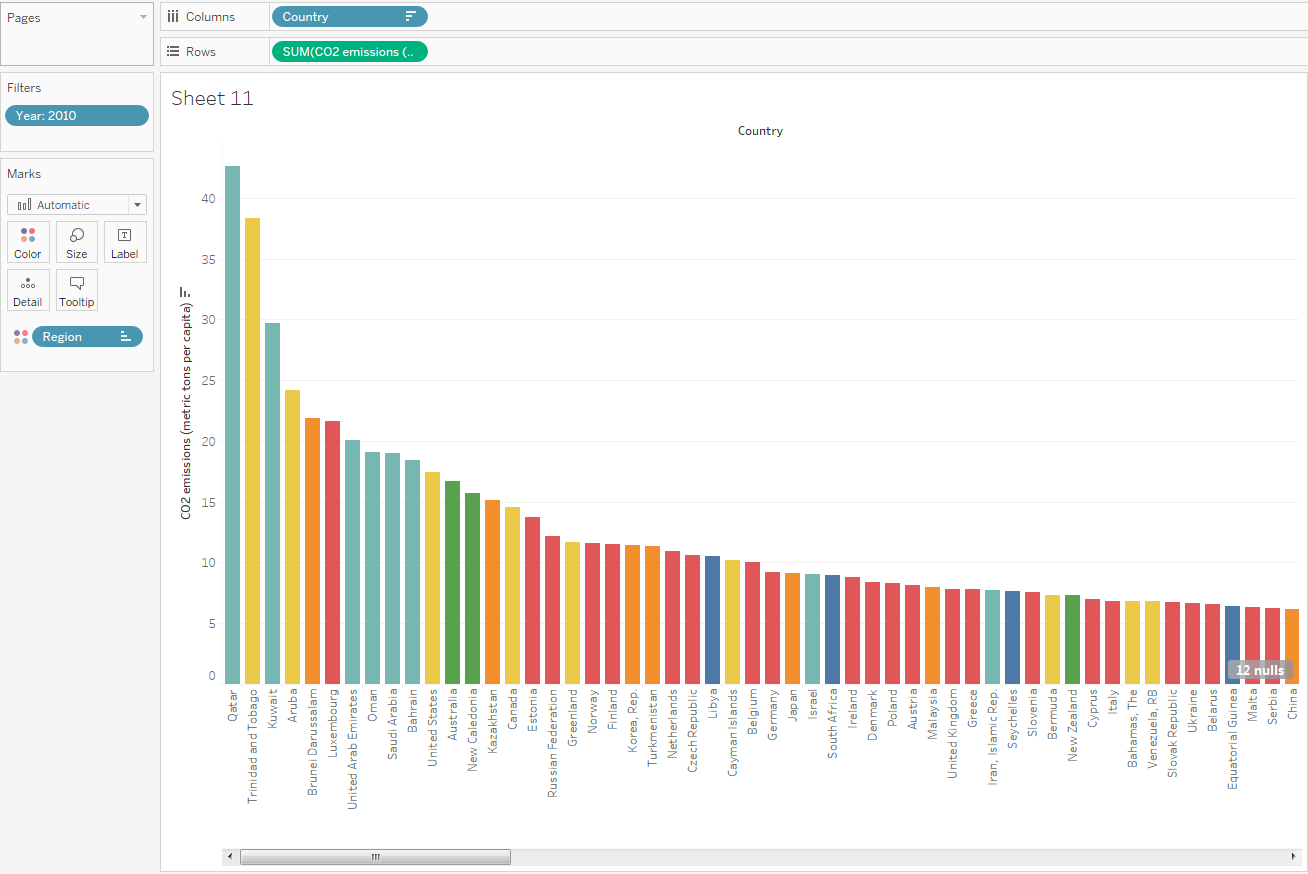 Pages
Columns
Country
Rows
SUM(CO2 emissions (..
Filters
Year: 2010
Marks
Automatic
Color
Size
Label
Detail
Tooltip
Region
Sheet 11
Country
CO2 emissions (metric tons per capita)
40
35
30
25
20
15
10
5
0
12 nulls
Qatar
Trinidad and Tobago
Kuwait
Aruba
Brunei Darussalam
Luxembourg
United Arab Emirates
Oman
Saudi Arabia
Bahrain
United States
Australia
New Caledonia
Kazakhstan
Canada
Estonia
Russian Federation
Greenland
Norway
Finland
Korea, Rep.
Turkmenistan
Netherlands
Czech Republic
Libya
Cayman Islands
Belgium
Germany
Japan
Israel
South Africa
Ireland
Denmark
Poland
Austria
Malaysia
United Kingdom
Greece
Iran, Islamic Rep.
Seychelles
Slovenia
Bermuda
New Zealand
Cyprus
Italy
Bahamas, The
Venezuela, RB
Slovak Republic
Ukraine
Belarus
Equatorial Guinea
Malta
Serbia
China